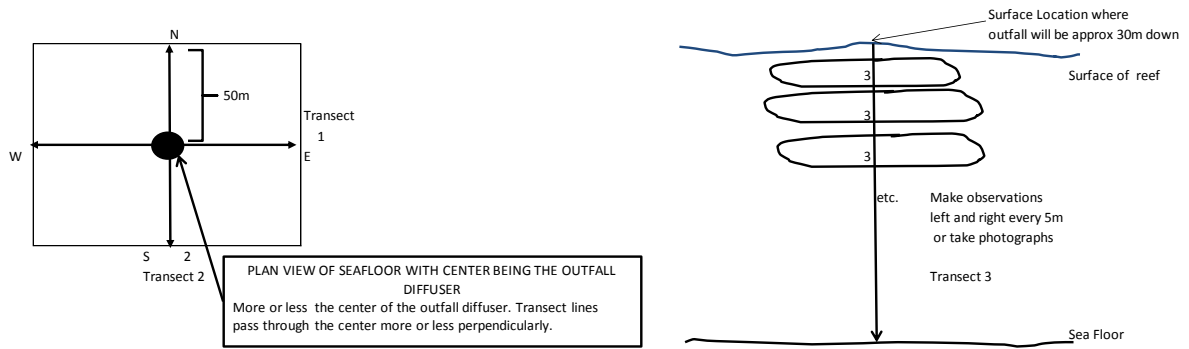 N
50m
Transect
1
W
E
S 2
Transect 2
PLAN VIEW OF SEAFLOOR WITH CENTER BEING THE OUTFALL
DIFFUSER
More or less the center of the outfall diffuser. Transect lines
pass through the center more or less perpendicularly.
Surface Location where
outfall will be approx 30m down
Surface of reef
3
3
3
etc.
Make observations
left and right every 5m
or take photographs
Transect 3
Sea Floor